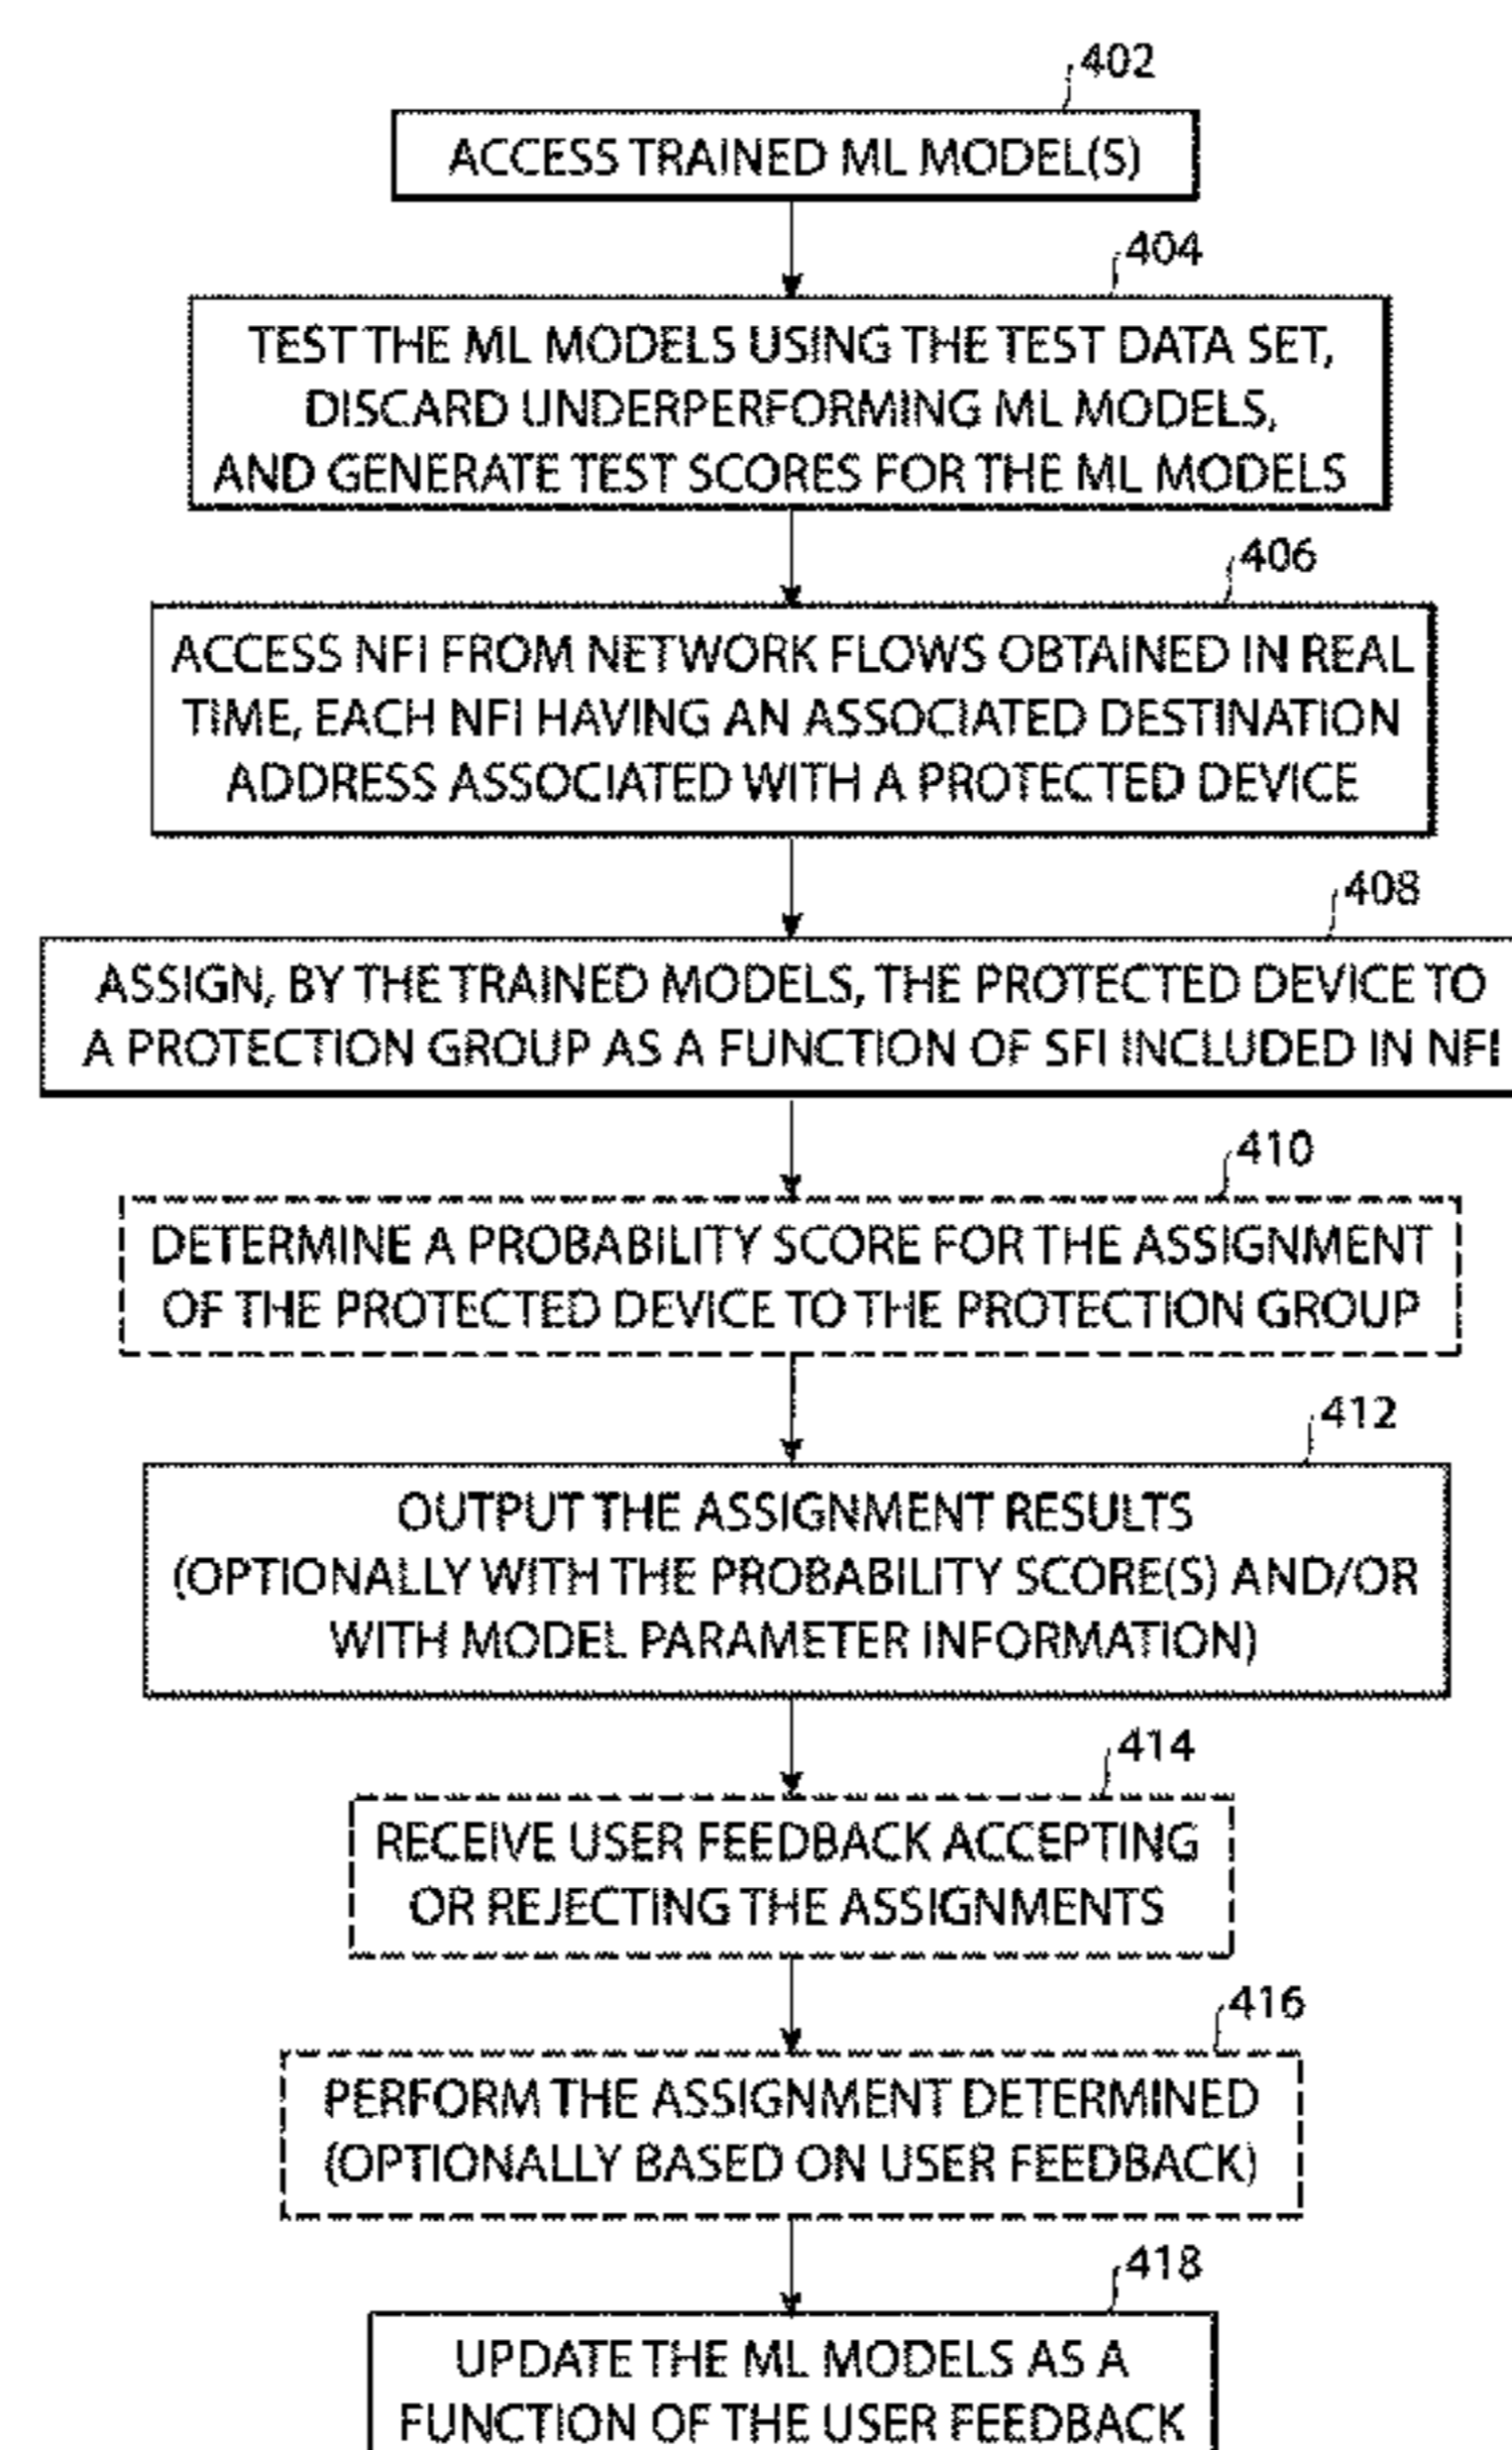 402
ACCESS TRAINED ML MODEL(S)
404
TEST THE ML MODELS USING THE TEST DATA SET,
DISCARD UNDERPERFORMING ML MODELS,
AND GENERATE TEST SCORES FOR THE ML MODELS
406
ACCESS NFI FROM NETWORK FLOWS OBTAINED IN REAL
TIME, EACH NFI HAVING AN ASSOCIATED DESTINATION
ADDRESS ASSOCIATED WITH A PROTECTED DEVICE
408
ASSIGN, BY THE TRAINED MODELS, THE PROTECTED DEVICE TO
A PROTECTION GROUP AS A FUNCTION OF SFI INCLUDED IN NFI
410
DETERMINE A PROBABILITY SCORE FOR THE ASSIGNMENT
OF THE PROTECTED DEVICE TO THE PROTECTION GROUP
412
OUTPUT THE ASSIGNMENT RESULTS
(OPTIONALLY WITH THE PROBABILITY SCORE(S) AND/OR
WITH MODEL PARAMETER INFORMATION)
414
RECEIVE USER FEEDBACK ACCEPTING
OR REJECTING THE ASSIGNMENTS
416
PERFORM THE ASSIGNMENT DETERMINED
(OPTIONALLY BASED ON USER FEEDBACK)
418
UPDATE THE ML MODELS AS A
FUNCTION OF THE USER FEEDBACK